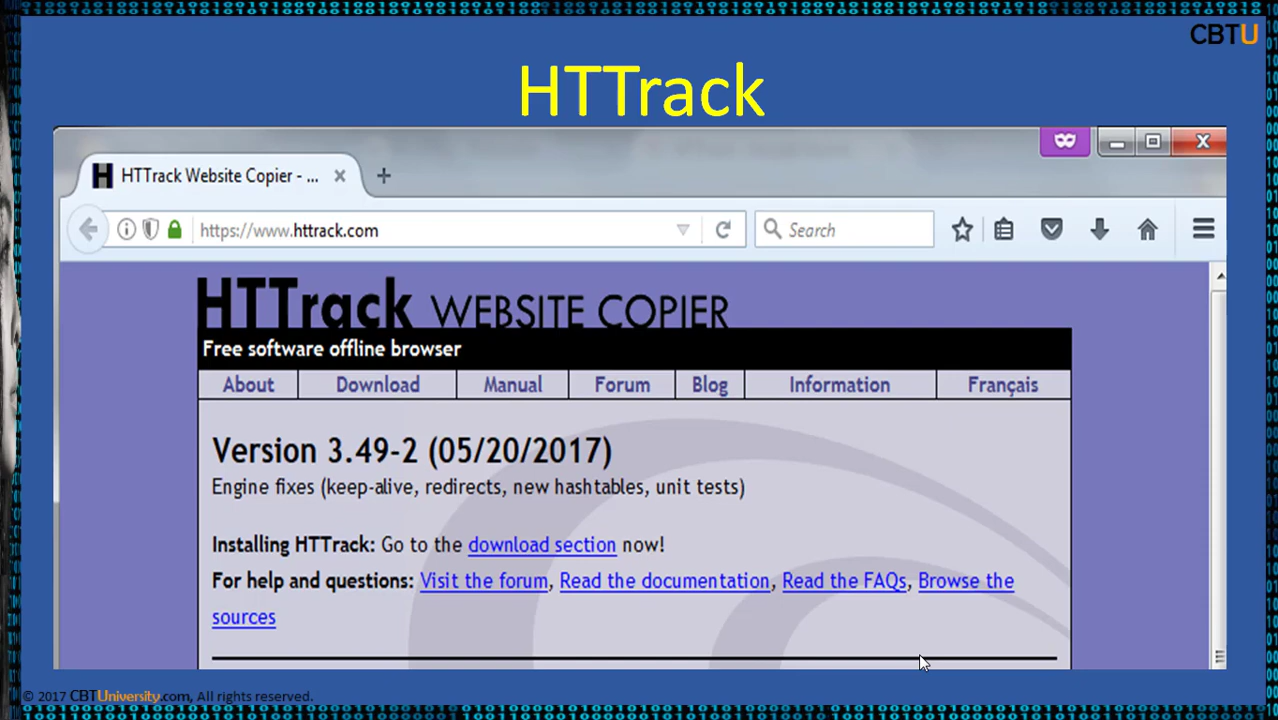 CBTU
HTTrack
HTTrack Website Copier - ...
https://www.httrack.com
Search
HTTrack WEBSITE COPIER
Free software offline browser
About Download Manual Forum Blog Information Français
Version 3.49-2 (05/20/2017)
Engine fixes (keep-alive, redirects, new hashtables, unit tests)
Installing HTTrack: Go to the download section now!
For help and questions: Visit the forum, Read the documentation, Read the FAQs, Browse the
sources
© 2017 CBTUniversity.com, All rights reserved.